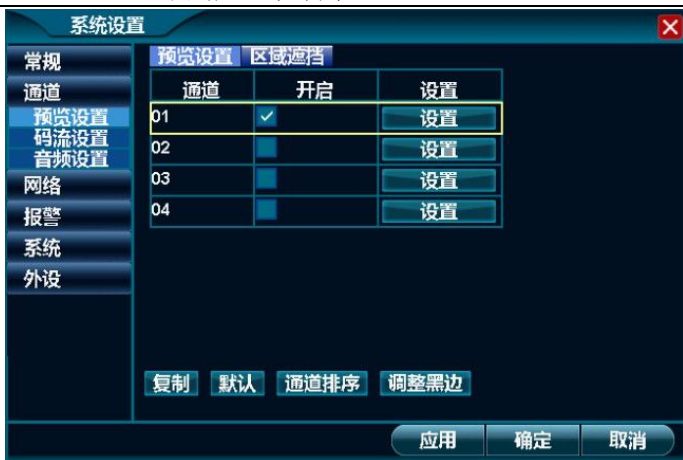 系统设置
常规
通道
预览设置
码流设置
音频设置
网络
报警
系统
外设
预览设置 区域遮挡
通道 开启 设置
01 设置
02 设置
03 设置
04 设置
复制 默认 通道排序 调整黑边
应用 确定 取消